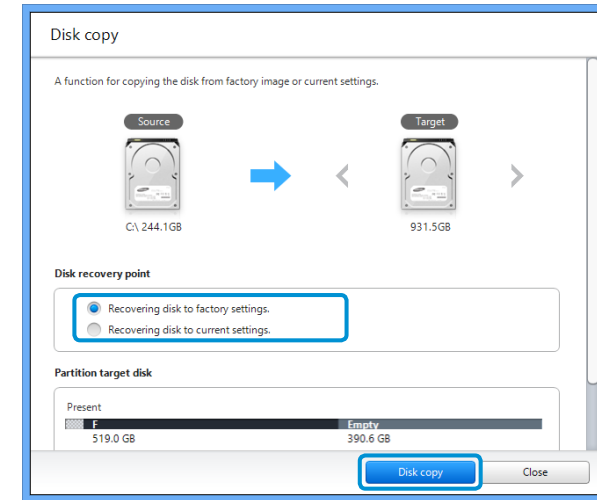 Disk copy
A function for copying the disk from factory image or current settings.
Source
Target
C:\ 244.1GB
931.5GB
Disk recovery point
Recovering disk to factory settings.
Recovering disk to current settings.
Partition target disk
Present
F
Empty
519.0 GB
390.6 GB
Disk copy
Close